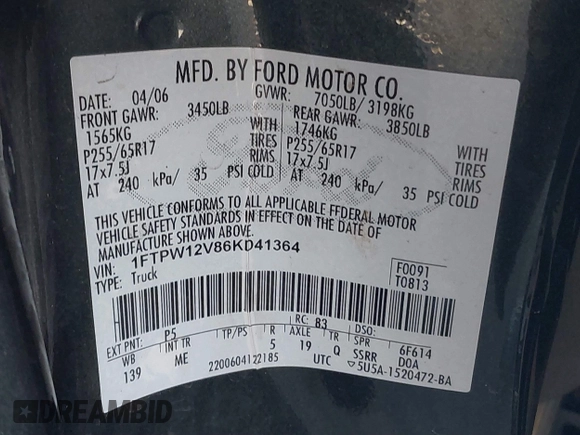 MFD. BY FORD MOTOR CO.
DATE: 04/06 GVWR: 7050LB/ 3198KG
FRONT GAWR: 3450LB REAR GAWR: 3850LB
1565KG WITH 1746KG WITH
P255/65R17 TIRES P255/65R17 TIRES
17x7.5J RIMS 17x7.5J RIMS
AT 240 kPa/ 35 PSI COLD AT 240 kPa/ 35 PSI COLD
THIS VEHICLE CONFORMS TO ALL APPLICABLE FFDERAL MOTOR
VEHICLE SAFETY STANDARDS IN EFFECT ON THE DATE OF
MANUFACTURE SHOWN ABOVE.
VIN: 1FTPW12V86KD41364
TYPE: Truck
F0091
T0813
EXT PNT: P5 RC: 83 DSO:
WB INT TR TP/PS R AXLE TR SPR 6F614
139 ME 5 19 Q SSRR DOA
2200604122185 UTC ▽5U5A-1520472-BA
DREAMBID